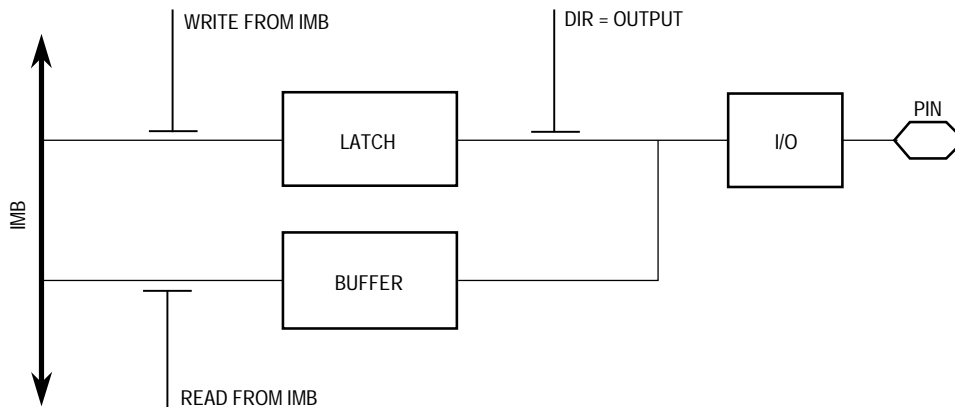 WRITE FROM IMB
DIR = OUTPUT
PIN
LATCH
I/O
IMB
BUFFER
READ FROM IMB